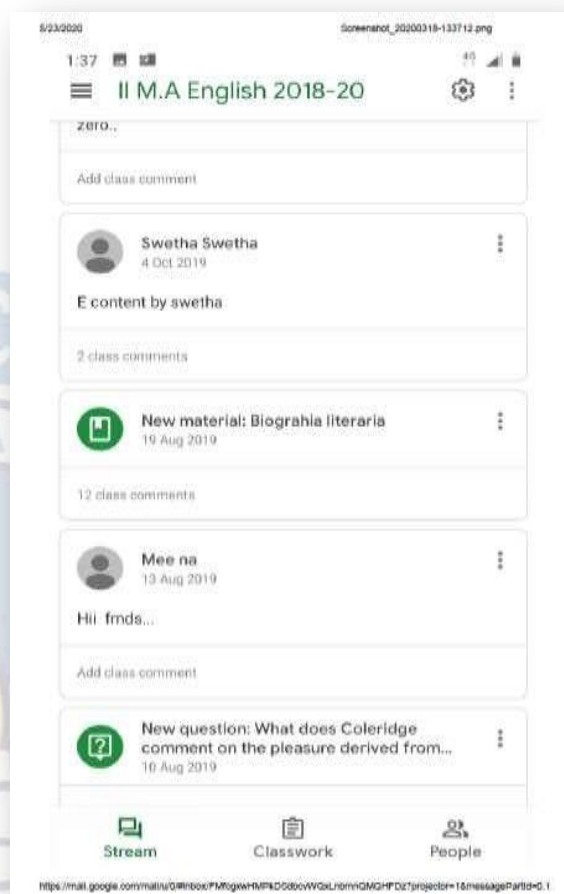 5/23/2020
Screenshot_20200318-133712.png
1:37
4G
II M.A English 2018-20
zero..
Add class comment
Swetha Swetha
4 Oct 2019
E content by swetha
2 class comments
New material: Biograhia literaria
19 Aug 2019
12 class comments
Mee na
13 Aug 2019
Hii frnds...
Add class comment
New question: What does Coleridge
comment on the pleasure derived from...
10 Aug 2019
Stream
Classwork
People